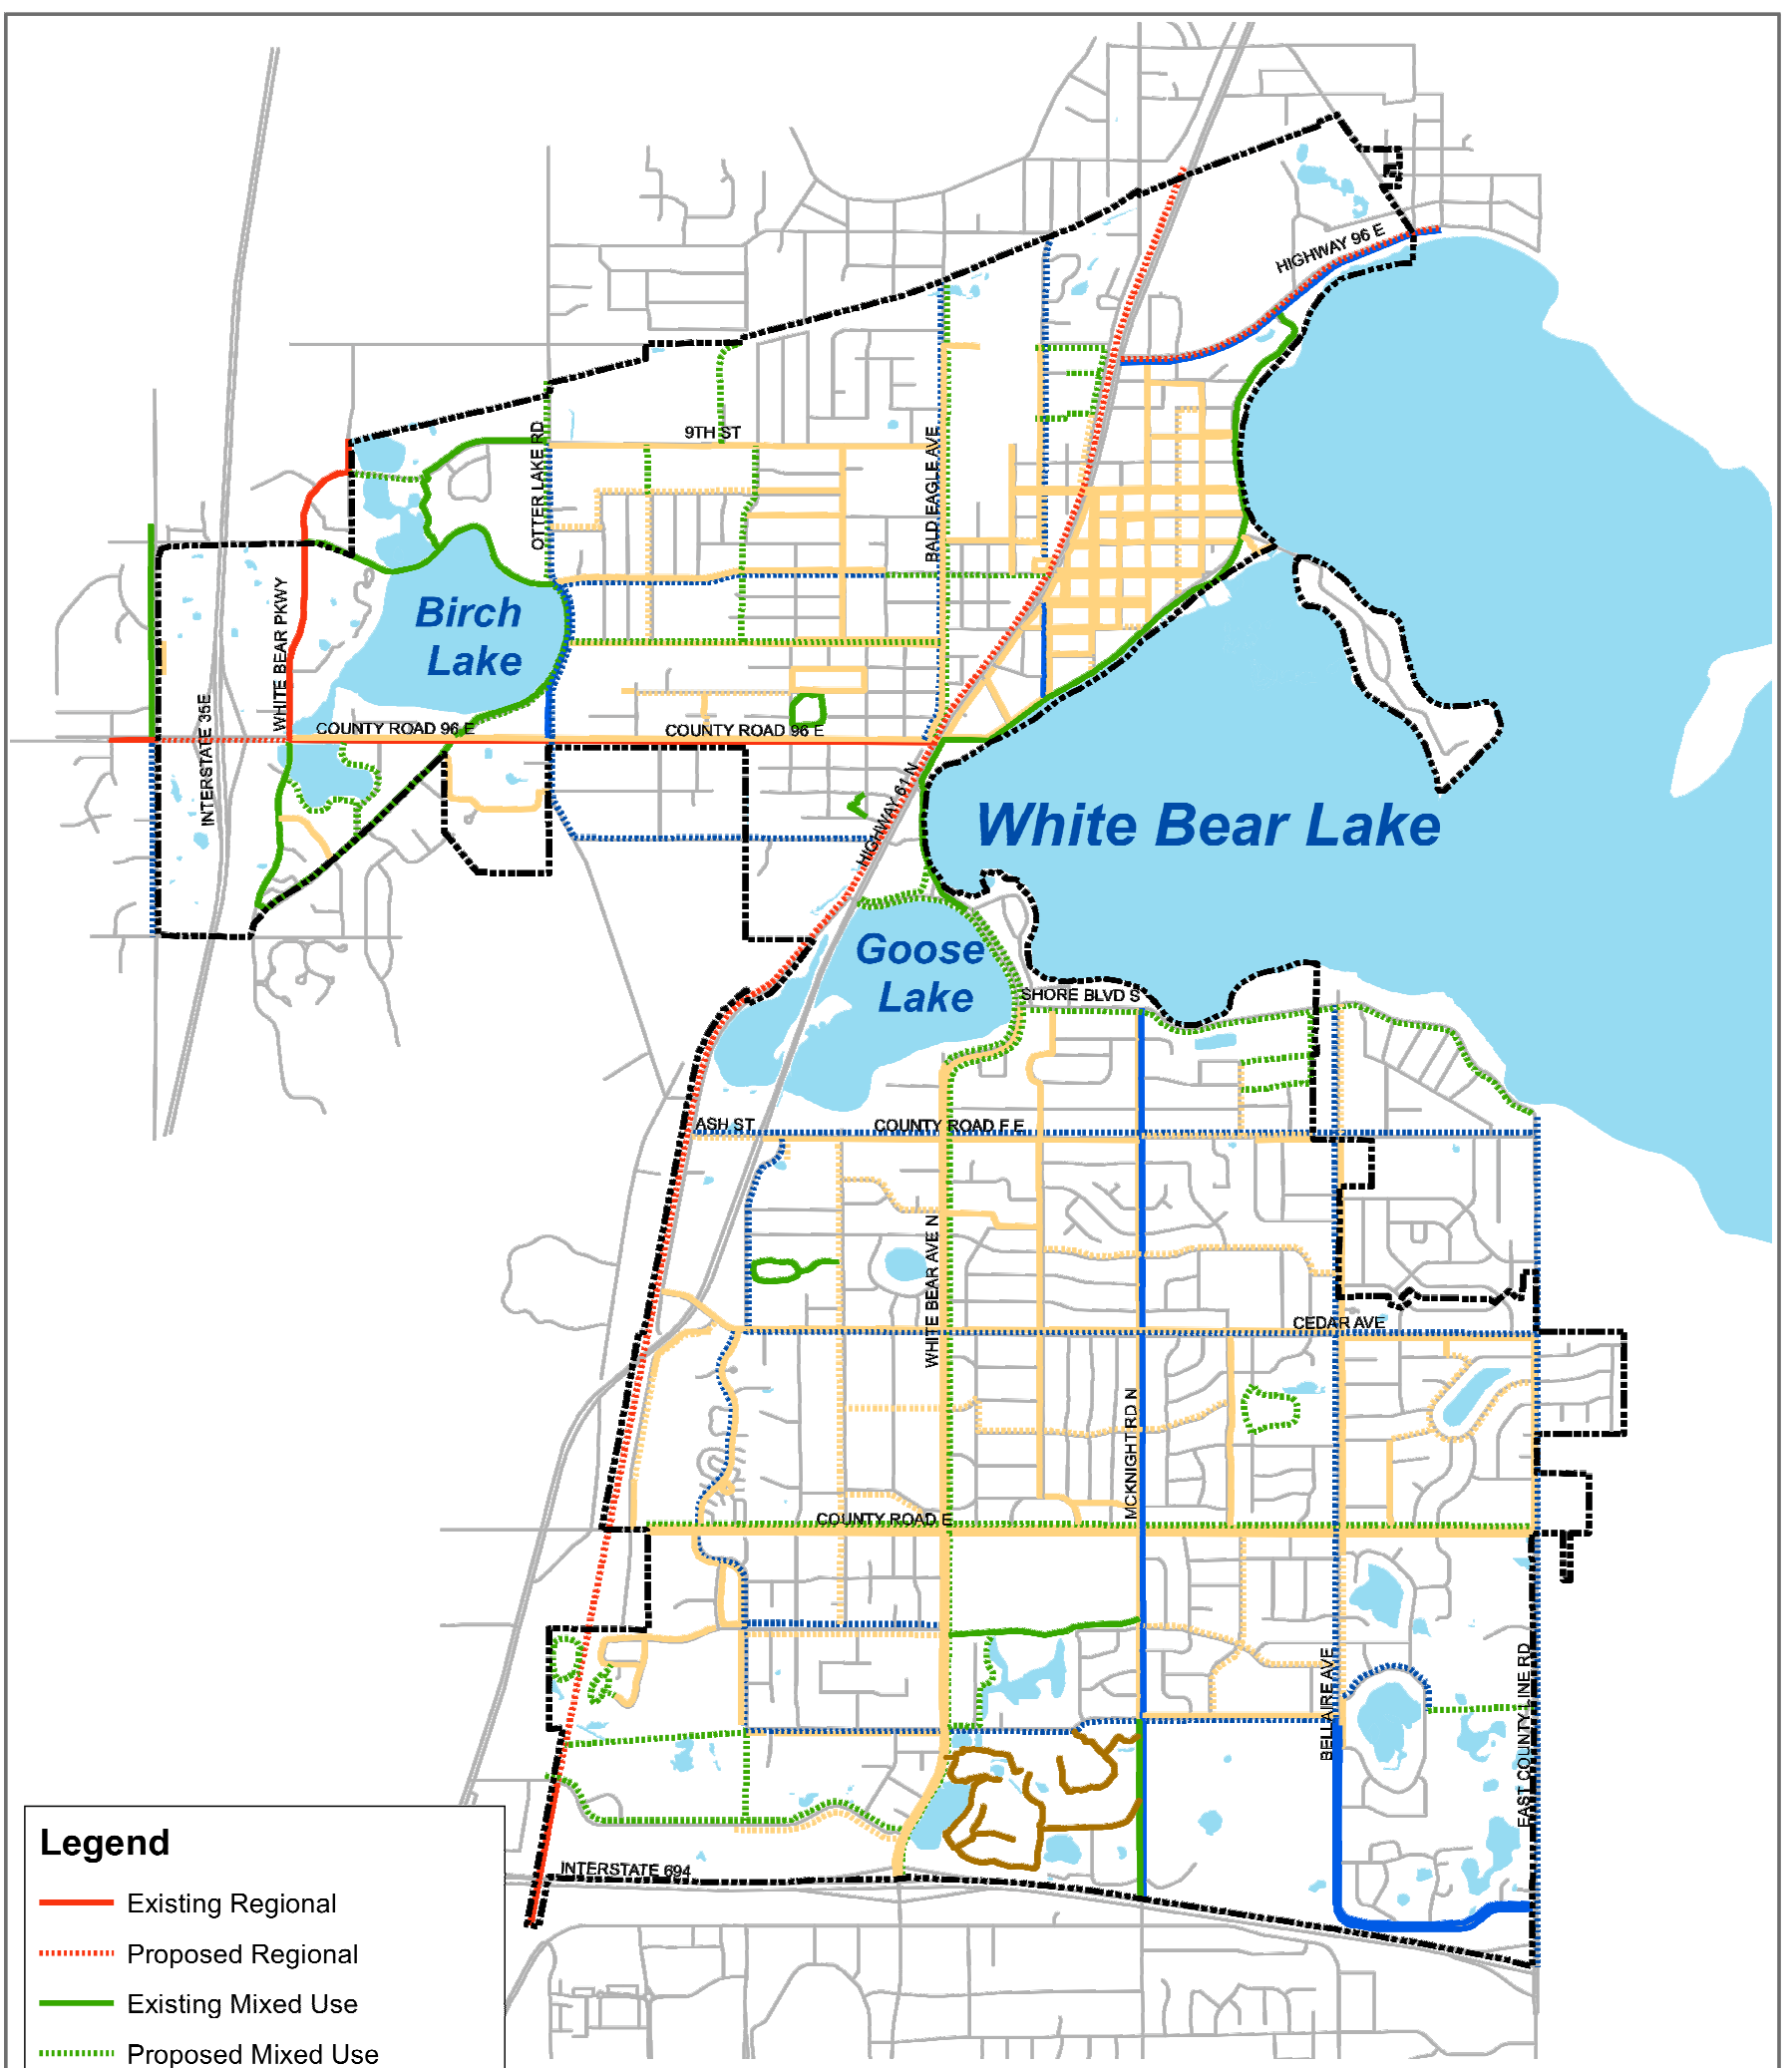 HIGHWAY 96 E
9TH ST
OTTER LAKE RD
BALD EAGLE AVE
Birch
Lake
WHITE BEAR PKWY
INTERSTATE 35E
COUNTY ROAD 96 E
COUNTY ROAD 96 E
HIGHWAY 61 N
White Bear Lake
Goose
Lake
SHORE BLVD S
ASH ST
COUNTY ROAD F E
WHITE BEAR AVE N
CEDAR AVE
MCKNIGHT RD N
COUNTY ROAD E
BELLAIRE AVE
EAST COUNTY LINE RD
INTERSTATE 694
Legend
Existing Regional
Proposed Regional
Existing Mixed Use
Proposed Mixed Use